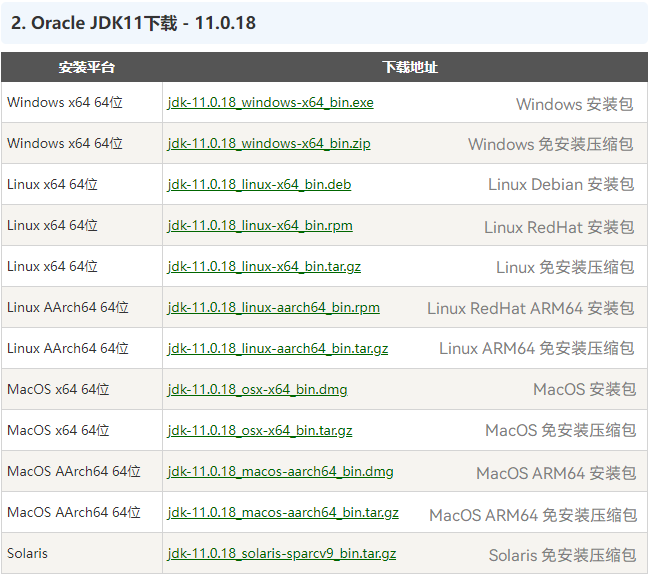 2. Oracle JDK11下载 - 11.0.18
安装平台 下载地址
Windows x64 64位 jdk-11.0.18_windows-x64_bin.exe Windows 安装包
Windows x64 64位 jdk-11.0.18_windows-x64_bin.zip Windows 免安装压缩包
Linux x64 64位 jdk-11.0.18_linux-x64_bin.deb Linux Debian 安装包
Linux x64 64位 jdk-11.0.18_linux-x64_bin.rpm Linux RedHat 安装包
Linux x64 64位 jdk-11.0.18_linux-x64_bin.tar.gz Linux 免安装压缩包
Linux AArch64 64位 jdk-11.0.18_linux-aarch64_bin.rpm Linux RedHat ARM64 安装包
Linux AArch64 64位 jdk-11.0.18_linux-aarch64_bin.tar.gz Linux ARM64 免安装压缩包
MacOS x64 64位 jdk-11.0.18_osx-x64_bin.dmg MacOS 安装包
MacOS x64 64位 jdk-11.0.18_osx-x64_bin.tar.gz MacOS 免安装压缩包
MacOS AArch64 64位 jdk-11.0.18_macos-aarch64_bin.dmg MacOS ARM64 安装包
MacOS AArch64 64位 jdk-11.0.18_macos-aarch64_bin.tar.gz MacOS ARM64 免安装压缩包
Solaris jdk-11.0.18_solaris-sparcv9_bin.tar.gz Solaris 免安装压缩包